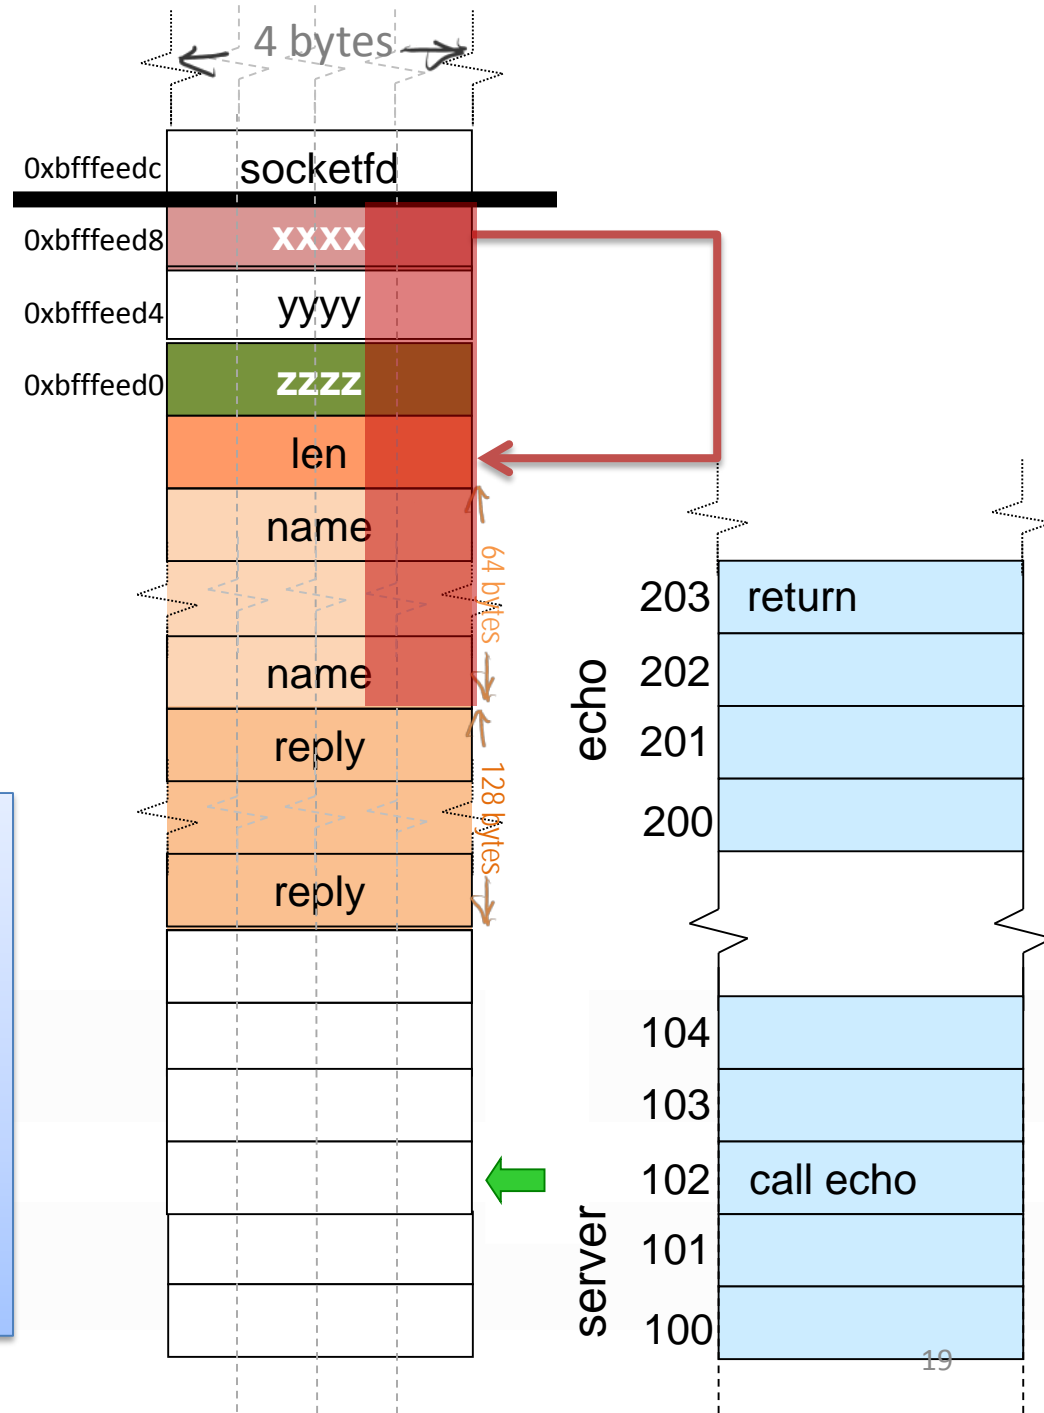 4 bytes
0xbfffeedc
socketfd
0xbfffeed8
xxxx
0xbfffeed4
yyyy
0xbfffeed0
zzzz
len
name
64 bytes
name
reply
128 bytes
reply
echo
203 return
202
201
200
server
104
103
102 call echo
101
100
19